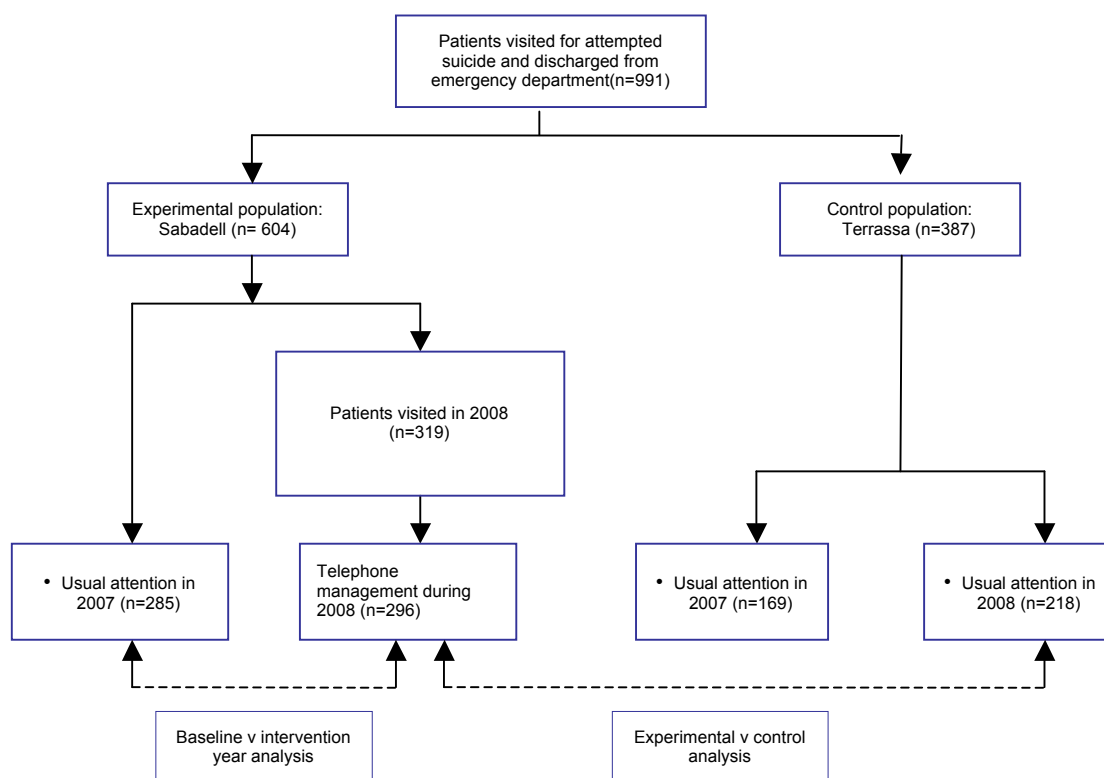 Patients visited for attempted
suicide and discharged from
emergency department(n=991)
Experimental population:
Sabadell (n= 604)
Control population:
Terrassa (n=387)
Patients visited in 2008
(n=319)
• Usual attention in
2007 (n=285)
Telephone
management during
2008 (n=296)
• Usual attention in
2007 (n=169)
• Usual attention in
2008 (n=218)
Baseline v intervention
year analysis
Experimental v control
analysis